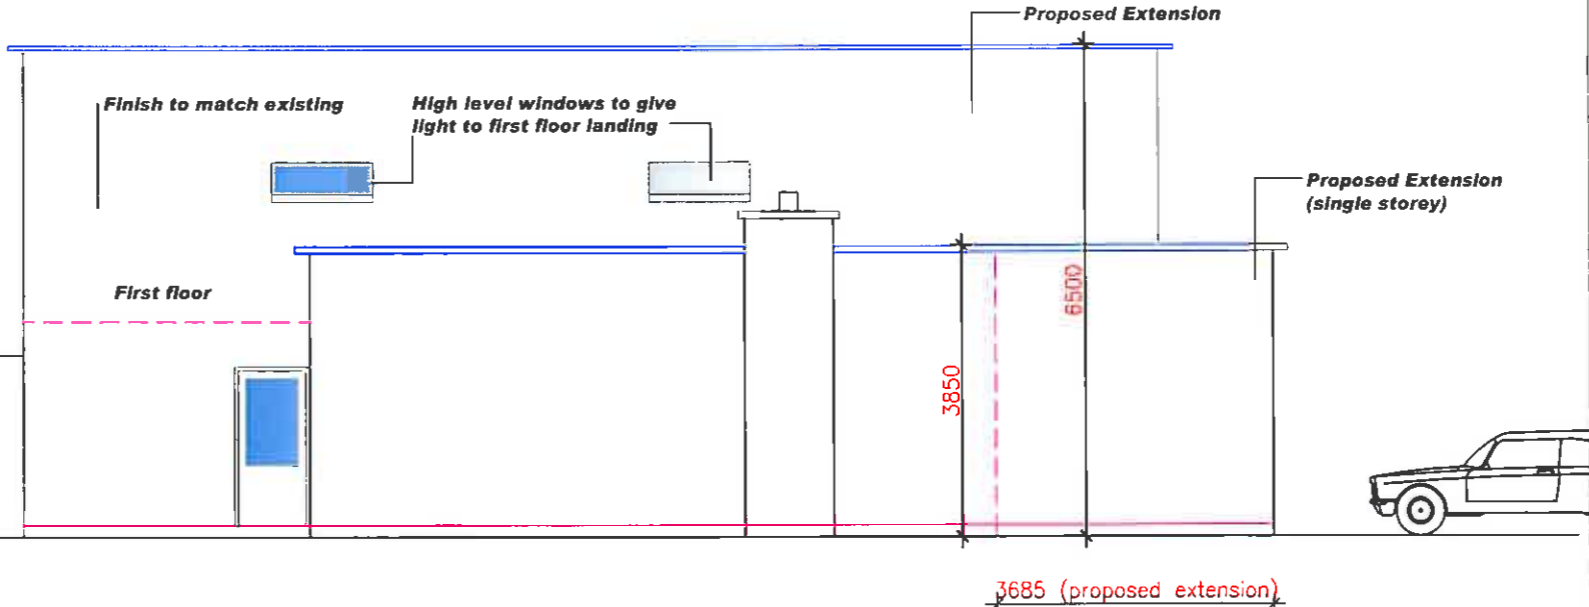 Proposed Extension
Finish to match existing
High level windows to give
light to first floor landing
Proposed Extension
(single storey)
First floor
6500
3850
3685 (proposed extension)